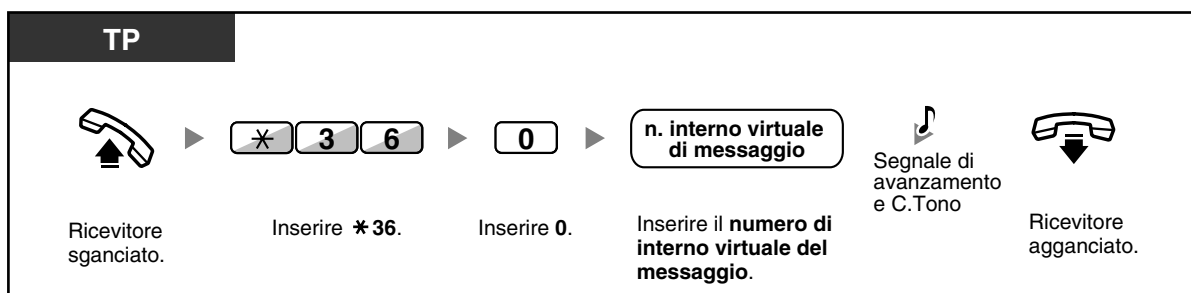 TP
✳ 3 6
0
n. interno virtuale
di messaggio
Segnale di
avanzamento
e C.Tono
Ricevitore
sganciato.
Inserire ✳36.
Inserire 0.
Inserire il numero di
interno virtuale del
messaggio.
Ricevitore
agganciato.